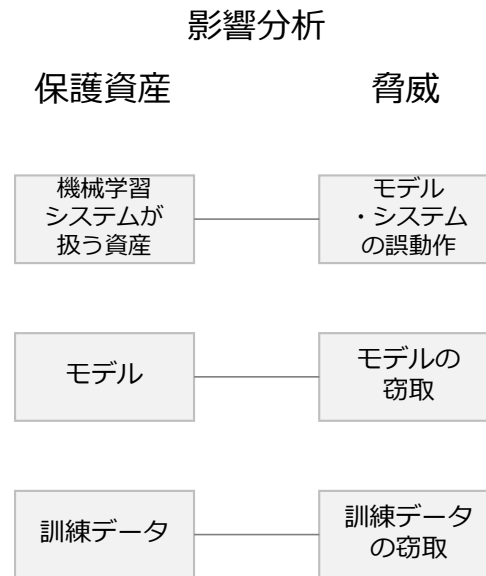 影響分析
保護資産
脅威
機械学習
システムが
扱う資産
モデル
・システム
の誤動作
モデル
モデルの
窃取
訓練データ
訓練データ
の窃取